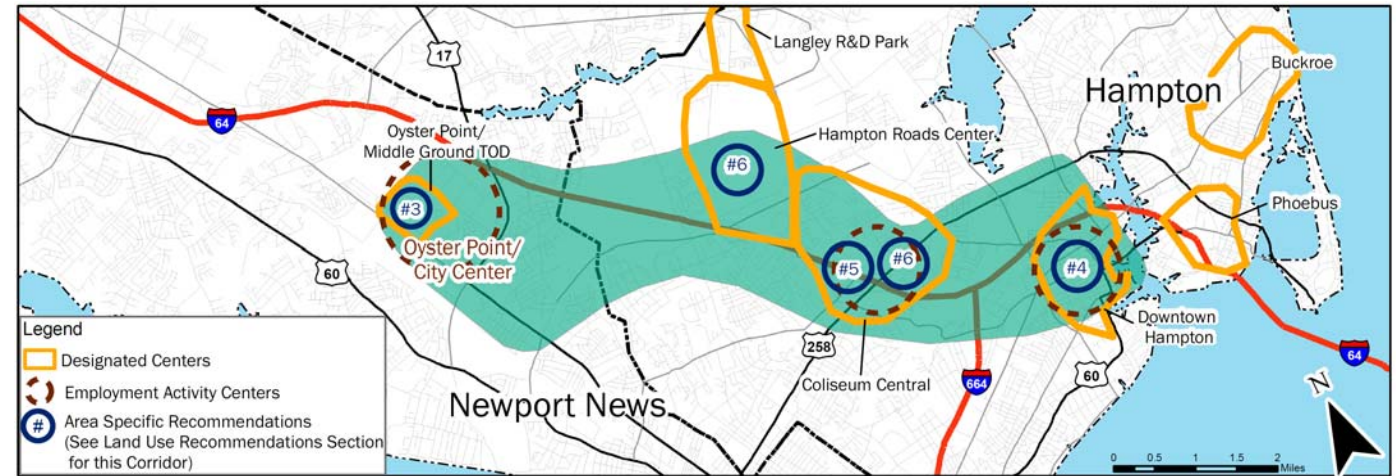 Langley R&D Park
17
Buckroe
Hampton
64
Oyster Point/
Middle Ground TOD
Hampton Roads Center
#6
#3
Phoebus
Oyster Point/
City Center
60
#5
#6
#4
Downtown
Hampton
258
Coliseum Central
664
60
64
N
Newport News
Legend
Designated Centers
Employment Activity Centers
# Area Specific Recommendations
(See Land Use Recommendations Section
for this Corridor)
0 0.5 1 1.5 2
Miles